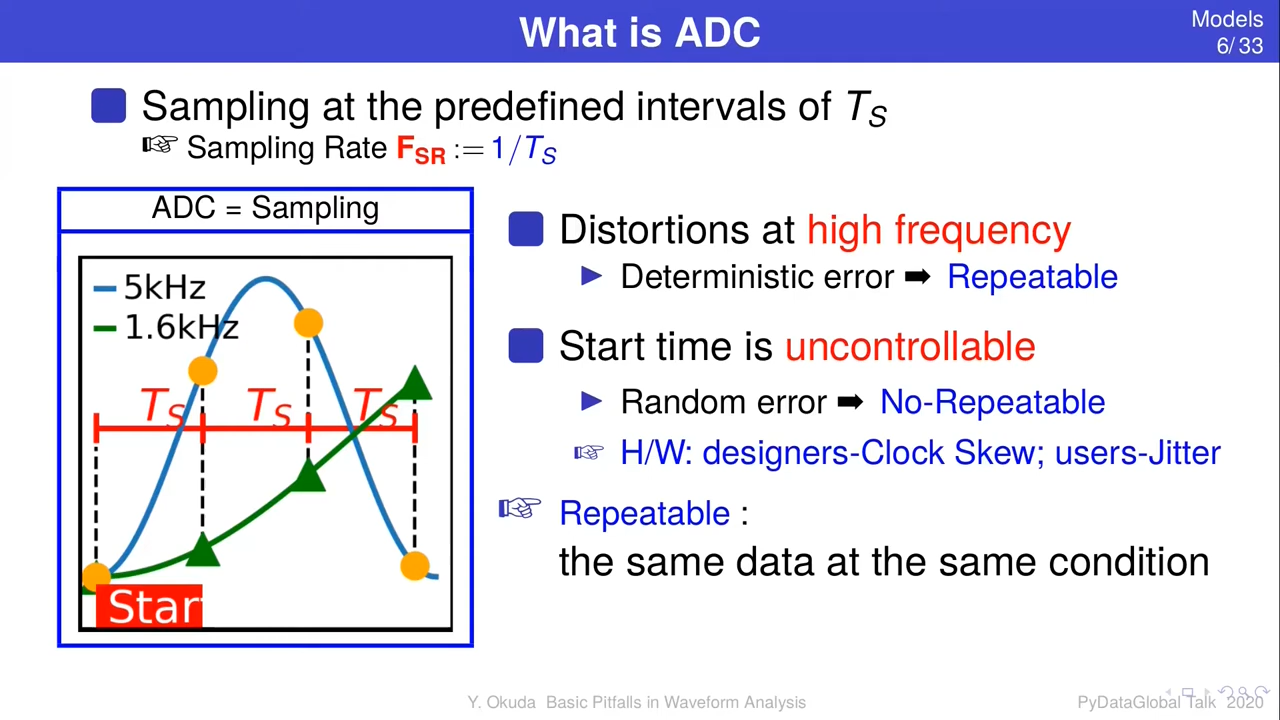 What is ADC
Models
6/33
Sampling at the predefined intervals of T_S
☞ Sampling Rate F_SR := 1/T_S
ADC = Sampling
5kHz
1.6kHz
T_S T_S T_S
Star
Distortions at high frequency
▶ Deterministic error ➡ Repeatable
Start time is uncontrollable
▶ Random error ➡ No-Repeatable
☞ H/W: designers-Clock Skew; users-Jitter
☞ Repeatable :
the same data at the same condition
Y. Okuda Basic Pitfalls in Waveform Analysis
PyDataGlobal Talk 2020